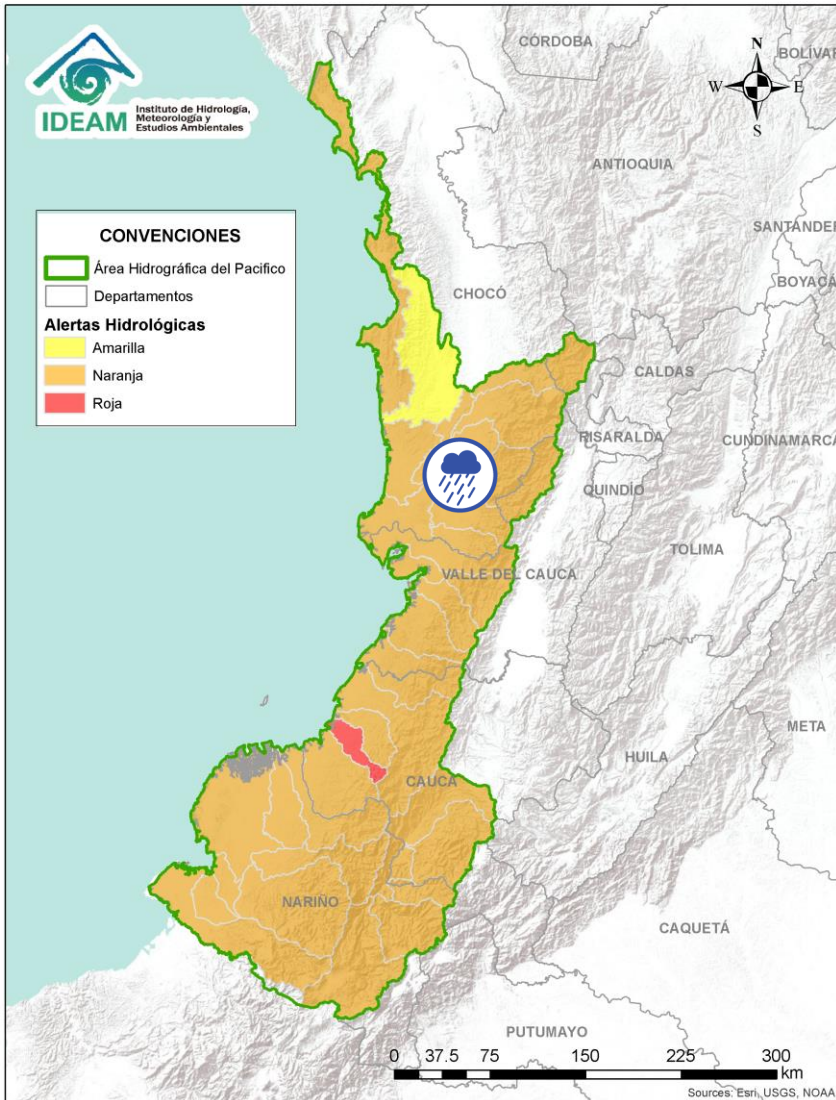 IDEAM
Instituto de Hidrología,
Meteorología y
Estudios Ambientales
CÓRDOBA
BOLÍVAR
N
W
E
S
ANTIOQUIA
SANTANDER
BOYACÁ
CONVENCIONES
Área Hidrográfica del Pacifico
Departamentos
Alertas Hidrológicas
Amarilla
Naranja
Roja
CHOCÓ
CALDAS
RISARALDA
CUNDINAMARCA
QUINDÍO
TOLIMA
VALLE DEL CAUCA
META
HUILA
CAUCA
NARIÑO
CAQUETÁ
PUTUMAYO
0 37.5 75 150 225 300
km
Sources: Esri, USGS, NOAA